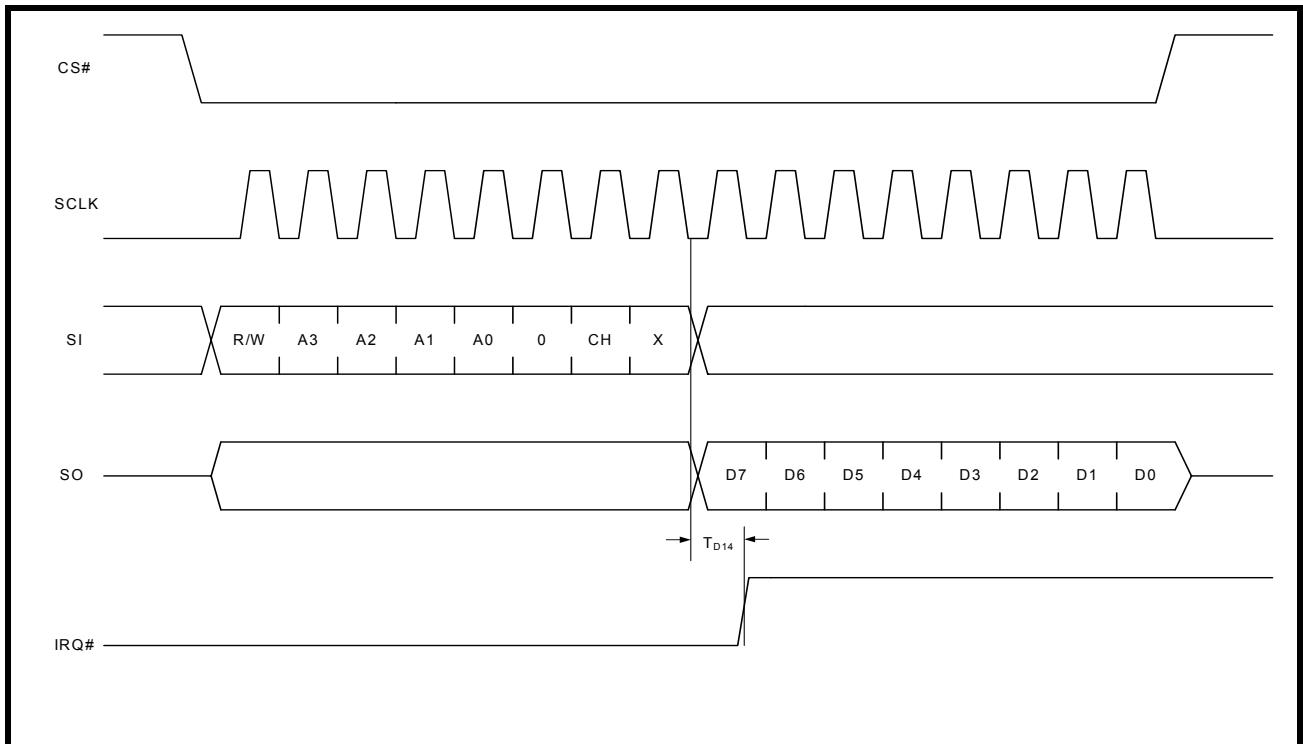 CS#
SCLK
SI R/W A3 A2 A1 A0 0 CH X
SO D7 D6 D5 D4 D3 D2 D1 D0
TD14
IRQ#